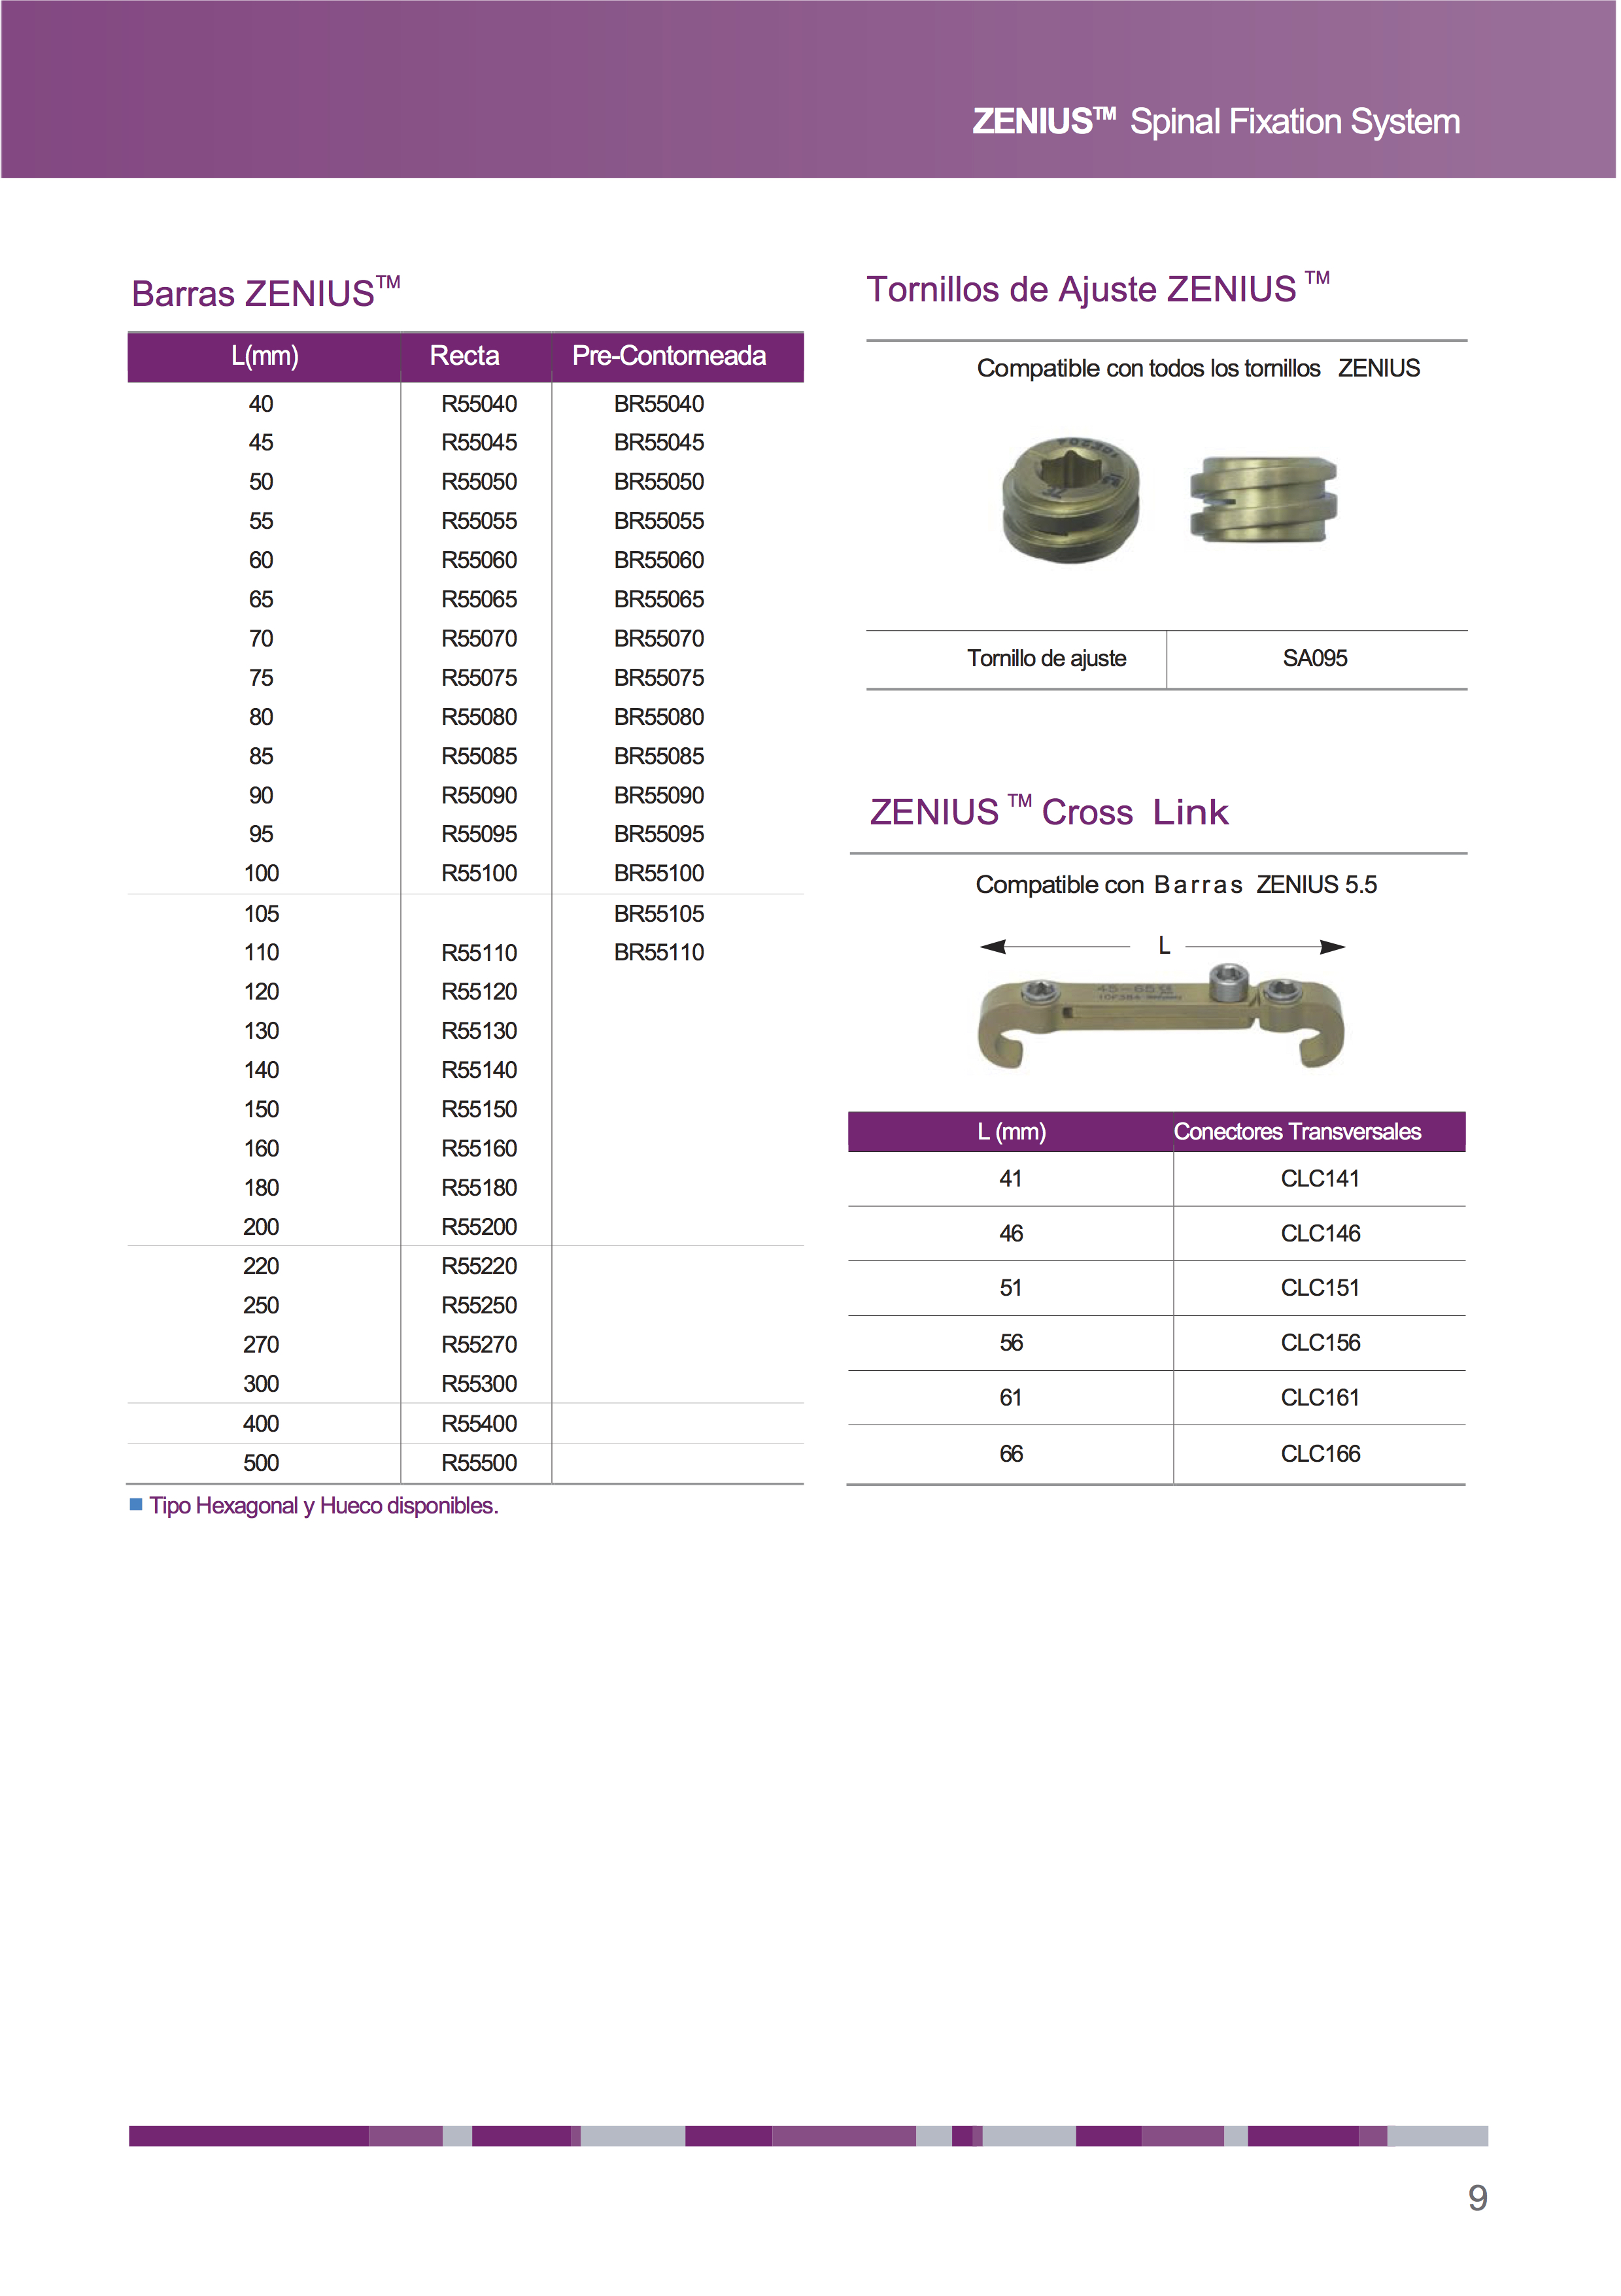 ZENIUS™ Spinal Fixation System
Barras ZENIUS™
L(mm) Recta Pre-Contorneada
40 R55040 BR55040
45 R55045 BR55045
50 R55050 BR55050
55 R55055 BR55055
60 R55060 BR55060
65 R55065 BR55065
70 R55070 BR55070
75 R55075 BR55075
80 R55080 BR55080
85 R55085 BR55085
90 R55090 BR55090
95 R55095 BR55095
100 R55100 BR55100
105 BR55105
110 R55110 BR55110
120 R55120
130 R55130
140 R55140
150 R55150
160 R55160
180 R55180
200 R55200
220 R55220
250 R55250
270 R55270
300 R55300
400 R55400
500 R55500
Tipo Hexagonal y Hueco disponibles.
Tornillos de Ajuste ZENIUS™
Compatible con todos los tornillos ZENIUS
Tornillo de ajuste SA095
ZENIUS™ Cross Link
Compatible con Barras ZENIUS 5.5
L
45-65
L (mm) Conectores Transversales
41 CLC141
46 CLC146
51 CLC151
56 CLC156
61 CLC161
66 CLC166
9